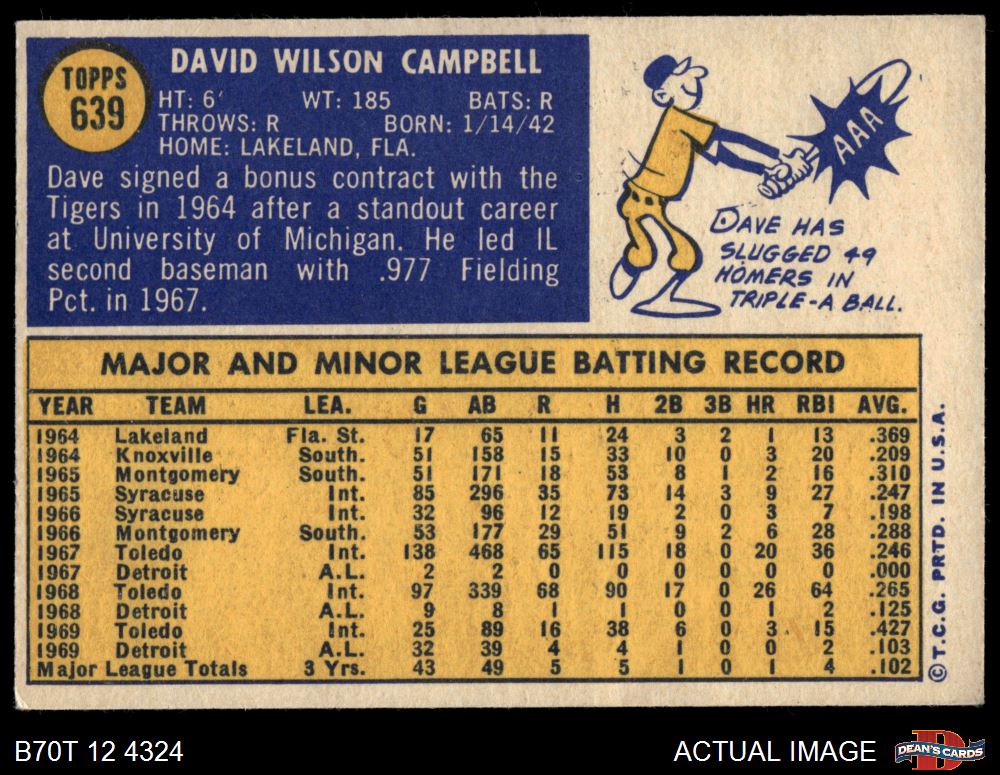 TOPPS
639
DAVID WILSON CAMPBELL
HT: 6' WT: 185 BATS: R
THROWS: R BORN: 1/14/42
HOME: LAKELAND, FLA.
Dave signed a bonus contract with the
Tigers in 1964 after a standout career
at University of Michigan. He led IL
second baseman with .977 Fielding
Pct. in 1967.
AAA
DAVE HAS
SLUGGED 49
HOMERS IN
TRIPLE-A BALL.
MAJOR AND MINOR LEAGUE BATTING RECORD
YEAR TEAM LEA. G AB R H 2B 3B HR RBI AVG.
1964 Lakeland Fla. St. 17 65 11 24 3 2 1 13 .369
1964 Knoxville South. 51 158 15 33 10 0 3 20 .209
1965 Montgomery South. 51 171 18 53 8 1 2 16 .310
1965 Syracuse Int. 85 296 35 73 14 3 9 27 .247
1966 Syracuse Int. 32 96 12 19 2 0 3 7 .198
1966 Montgomery South. 53 177 29 51 9 2 6 28 .288
1967 Toledo Int. 138 468 65 115 18 0 20 36 .246
1967 Detroit A.L. 2 2 0 0 0 0 0 0 .000
1968 Toledo Int. 97 339 68 90 17 0 26 64 .265
1968 Detroit A.L. 9 8 1 1 0 0 1 2 .125
1969 Toledo Int. 25 89 16 38 6 0 3 15 .427
1969 Detroit A.L. 32 39 4 4 1 0 0 2 .103
Major League Totals 3 Yrs. 43 49 5 5 1 0 1 4 .102
© T.C.G. PRTD. IN U.S.A.
B70T 12 4324
ACTUAL IMAGE
DEAN'S CARDS